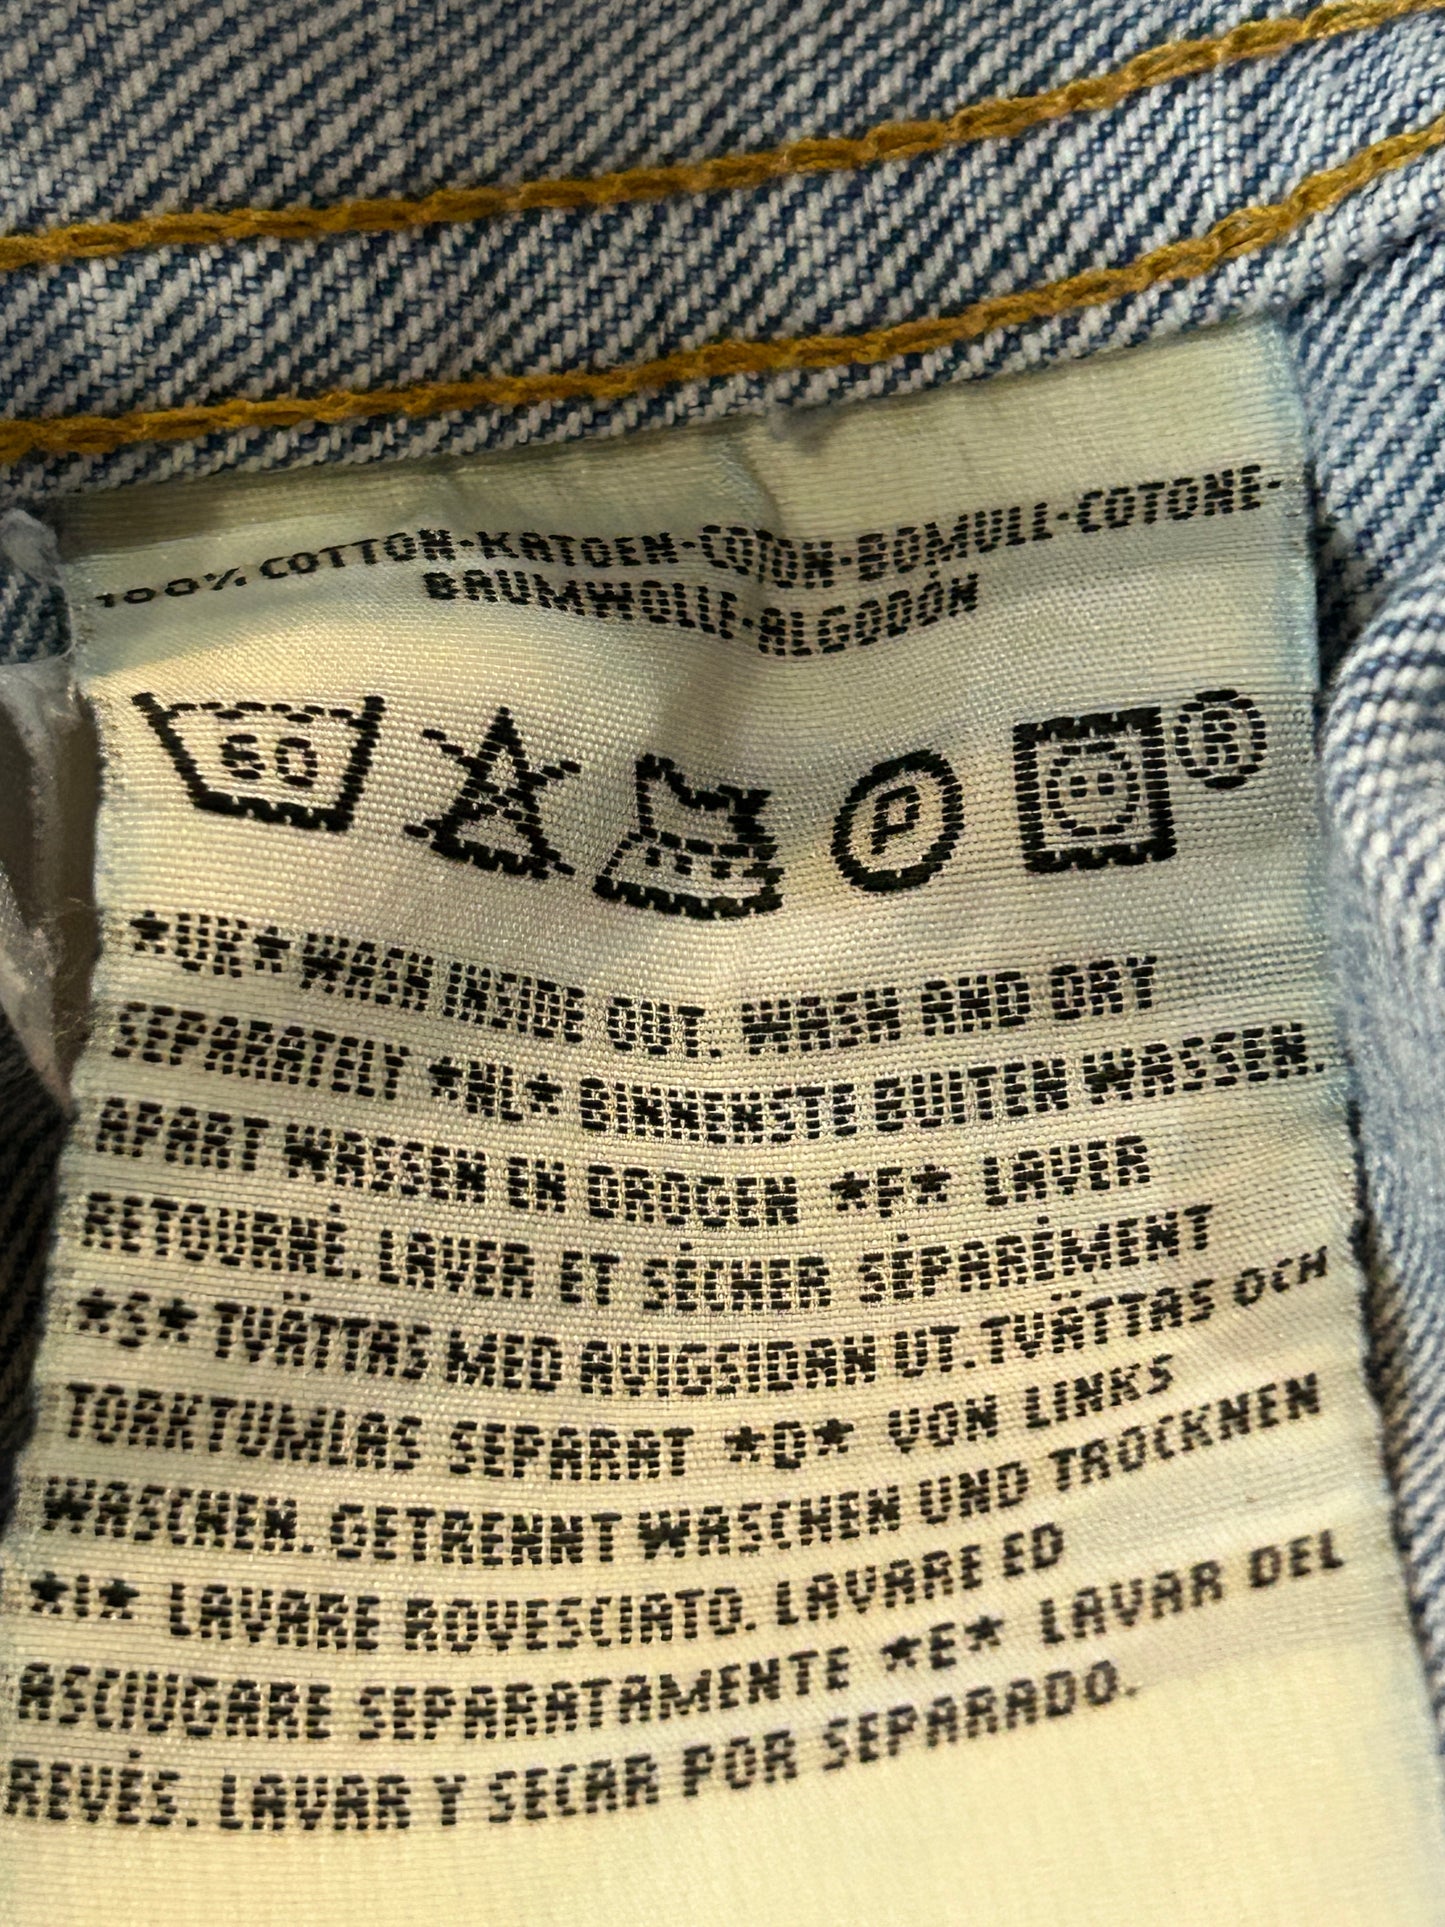 100% COTTON-KATOEN-COTON-BOMULL-COTONE-
BAUMWOLLE-ALGODÓN
60 P ®
*UK* WASH INSIDE OUT. WASH AND DRY
SEPARATELY *NL* BINNENSTE BUITEN WASSEN.
APART WASSEN EN DROGEN *F* LAVER
RETOURNÉ. LAVER ET SÉCHER SÉPARÉMENT
*S* TVÄTTAS MED AVIGSIDAN UT. TVÄTTAS OCH
TORKTUMLAS SEPARAT *D* VON LINKS
WASCHEN. GETRENNT WASCHEN UND TROCKNEN
*I* LAVARE ROVESCIATO. LAVARE ED
ASCIUGARE SEPARATAMENTE *E* LAVAR DEL
REVÉS. LAVAR Y SECAR POR SEPARADO.